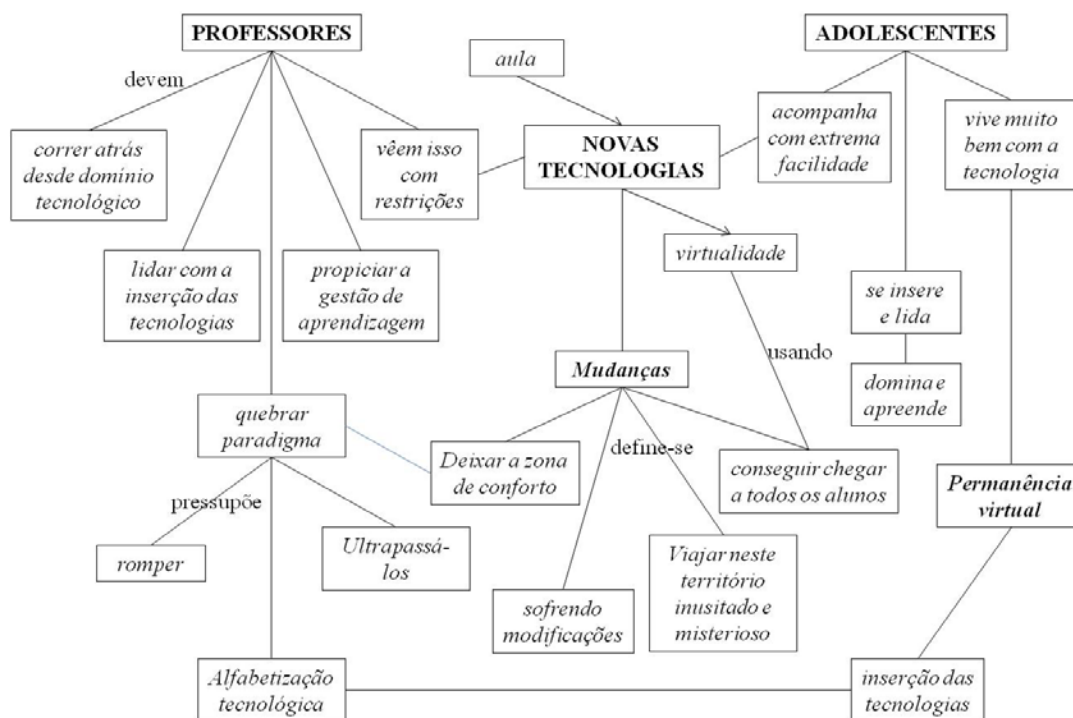 PROFESSORES
ADOLESCENTES
devem
aula
correr atrás
desde domínio
tecnológico
vêem isso
com
restrições
NOVAS
TECNOLOGIAS
acompanha
com extrema
facilidade
vive muito
bem com a
tecnologia
lidar com a
inserção das
tecnologias
propiciar a
gestão de
aprendizagem
virtualidade
se insere
e lida
usando
Mudanças
domina e
apreende
quebrar
paradigma
Deixar a zona
de conforto
define-se
conseguir chegar
a todos os alunos
Permanência
virtual
pressupõe
romper
Ultrapassá-
los
sofrendo
modificações
Viajar neste
território
inusitado e
misterioso
Alfabetização
tecnológica
inserção das
tecnologias